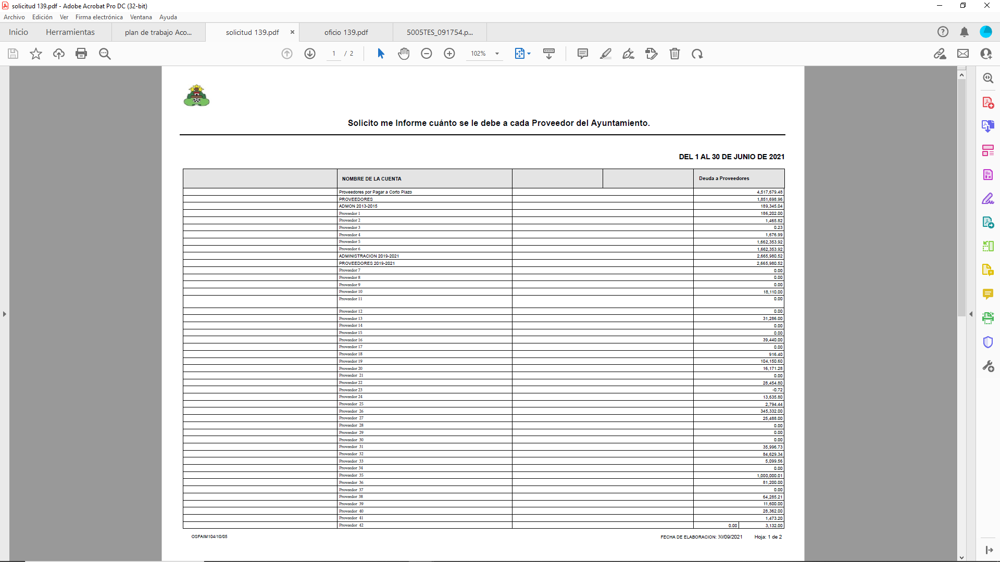 solicitud 139.pdf - Adobe Acrobat Pro DC (32-bit)
Archivo Edición Ver Firma electrónica Ventana Ayuda
Inicio Herramientas plan de trabajo Aco... solicitud 139.pdf × oficio 139.pdf 5005TES_091754.p...
1 / 2 102%
Solicito me Informe cuánto se le debe a cada Proveedor del Ayuntamiento.
DEL 1 AL 30 DE JUNIO DE 2021
NOMBRE DE LA CUENTA Deuda a Proveedores
Proveedores por Pagar a Corto Plazo 4,517,679.48
PROVEEDORES 1,851,698.96
ADMON 2013-2015 189,345.04
Proveedor 1 186,202.00
Proveedor 2 1,465.82
Proveedor 3 0.23
Proveedor 4 1,676.99
Proveedor 5 1,662,353.92
Proveedor 6 1,662,353.92
ADMINISTRACION 2019-2021 2,665,980.52
PROVEEDORES 2019-2021 2,665,980.52
Proveedor 7 0.00
Proveedor 8 0.00
Proveedor 9 0.00
Proveedor 10 18,110.00
Proveedor 11 0.00
Proveedor 12 0.00
Proveedor 13 31,286.00
Proveedor 14 0.00
Proveedor 15 0.00
Proveedor 16 39,440.00
Proveedor 17 0.00
Proveedor 18 916.40
Proveedor 19 104,150.60
Proveedor 20 16,171.28
Proveedor 21 0.00
Proveedor 22 28,454.80
Proveedor 23 -0.72
Proveedor 24 13,635.80
Proveedor 25 2,794.44
Proveedor 26 345,332.00
Proveedor 27 25,488.00
Proveedor 28 0.00
Proveedor 29 0.00
Proveedor 30 0.00
Proveedor 31 35,996.73
Proveedor 32 84,629.34
Proveedor 33 5,099.56
Proveedor 34 0.00
Proveedor 35 1,000,000.01
Proveedor 36 81,200.00
Proveedor 37 0.00
Proveedor 38 64,285.21
Proveedor 39 11,600.00
Proveedor 40 28,362.00
Proveedor 41 1,473.20
Proveedor 42 0.00 3,132.00
OSFAIM104/10/05 FECHA DE ELABORACION: 30/09/2021 Hoja: 1 de 2